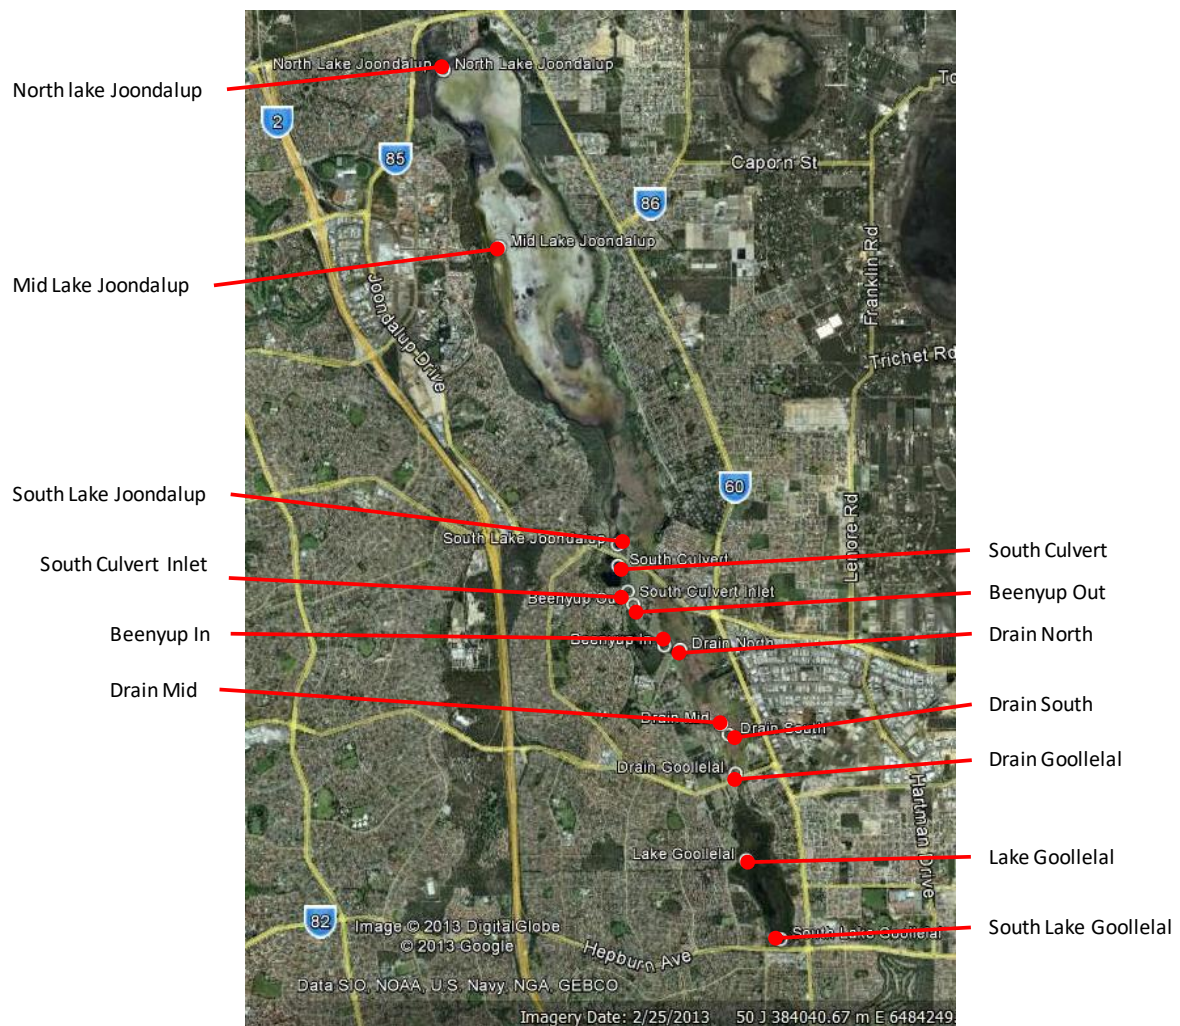 North Lake Joondalup
North Lake Joondalup
North lake Joondalup
To
2
85
Caporn St
86
Mid Lake Joondalup
Franklin Rd
Mid Lake Joondalup
Joondalup Drive
Trichet Rd
60
South Lake Joondalup
Lenore Rd
South Lake Joondalup
South Culvert
South Culvert
South Culvert Inlet
South Culvert Inlet
Beenyup Out
Beenyup Out
Beenyup In
Beenyup In
Drain North
Drain North
Drain Mid
Drain Mid
Drain South
Drain South
Drain Goollelal
Drain Goollelal
Hartman Drive
Lake Goollelal
Lake Goollelal
82
Image © 2013 DigitalGlobe
© 2013 Google
South Lake Goollelal
South Lake Goollelal
Hepburn Ave
Data SIO, NOAA, U.S. Navy, NGA, GEBCO
Imagery Date: 2/25/2013 50 J 384040.67 m E 6484249.